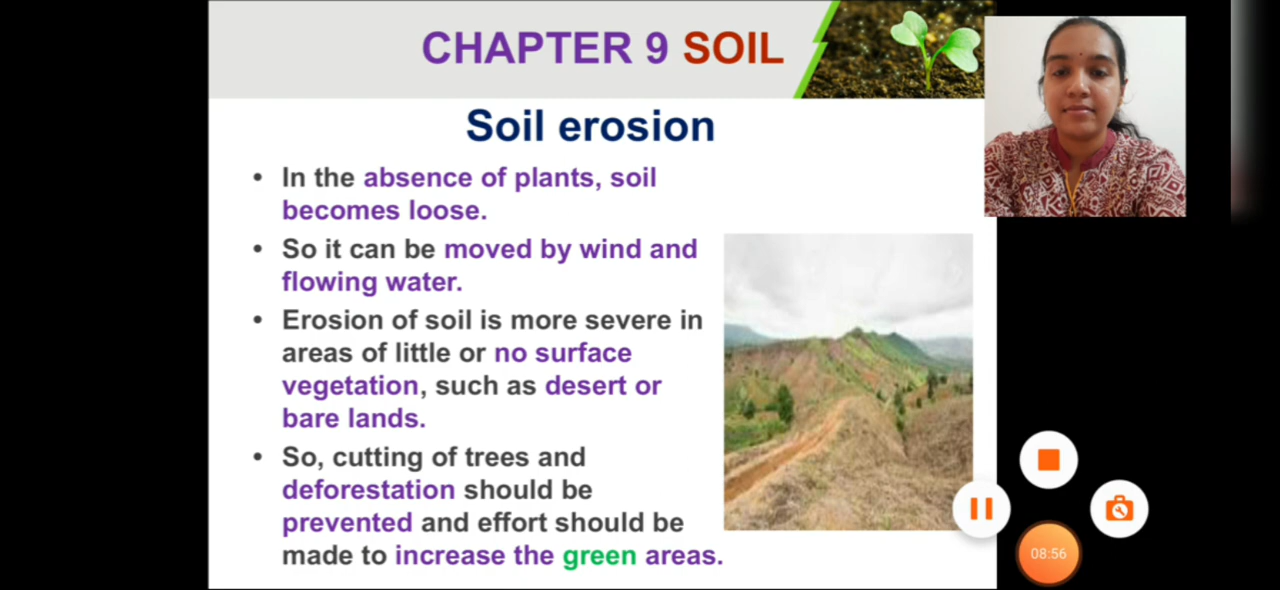 CHAPTER 9 SOIL
Soil erosion
• In the absence of plants, soil
becomes loose.
• So it can be moved by wind and
flowing water.
• Erosion of soil is more severe in
areas of little or no surface
vegetation, such as desert or
bare lands.
• So, cutting of trees and
deforestation should be
prevented and effort should be
made to increase the green areas.
08:56